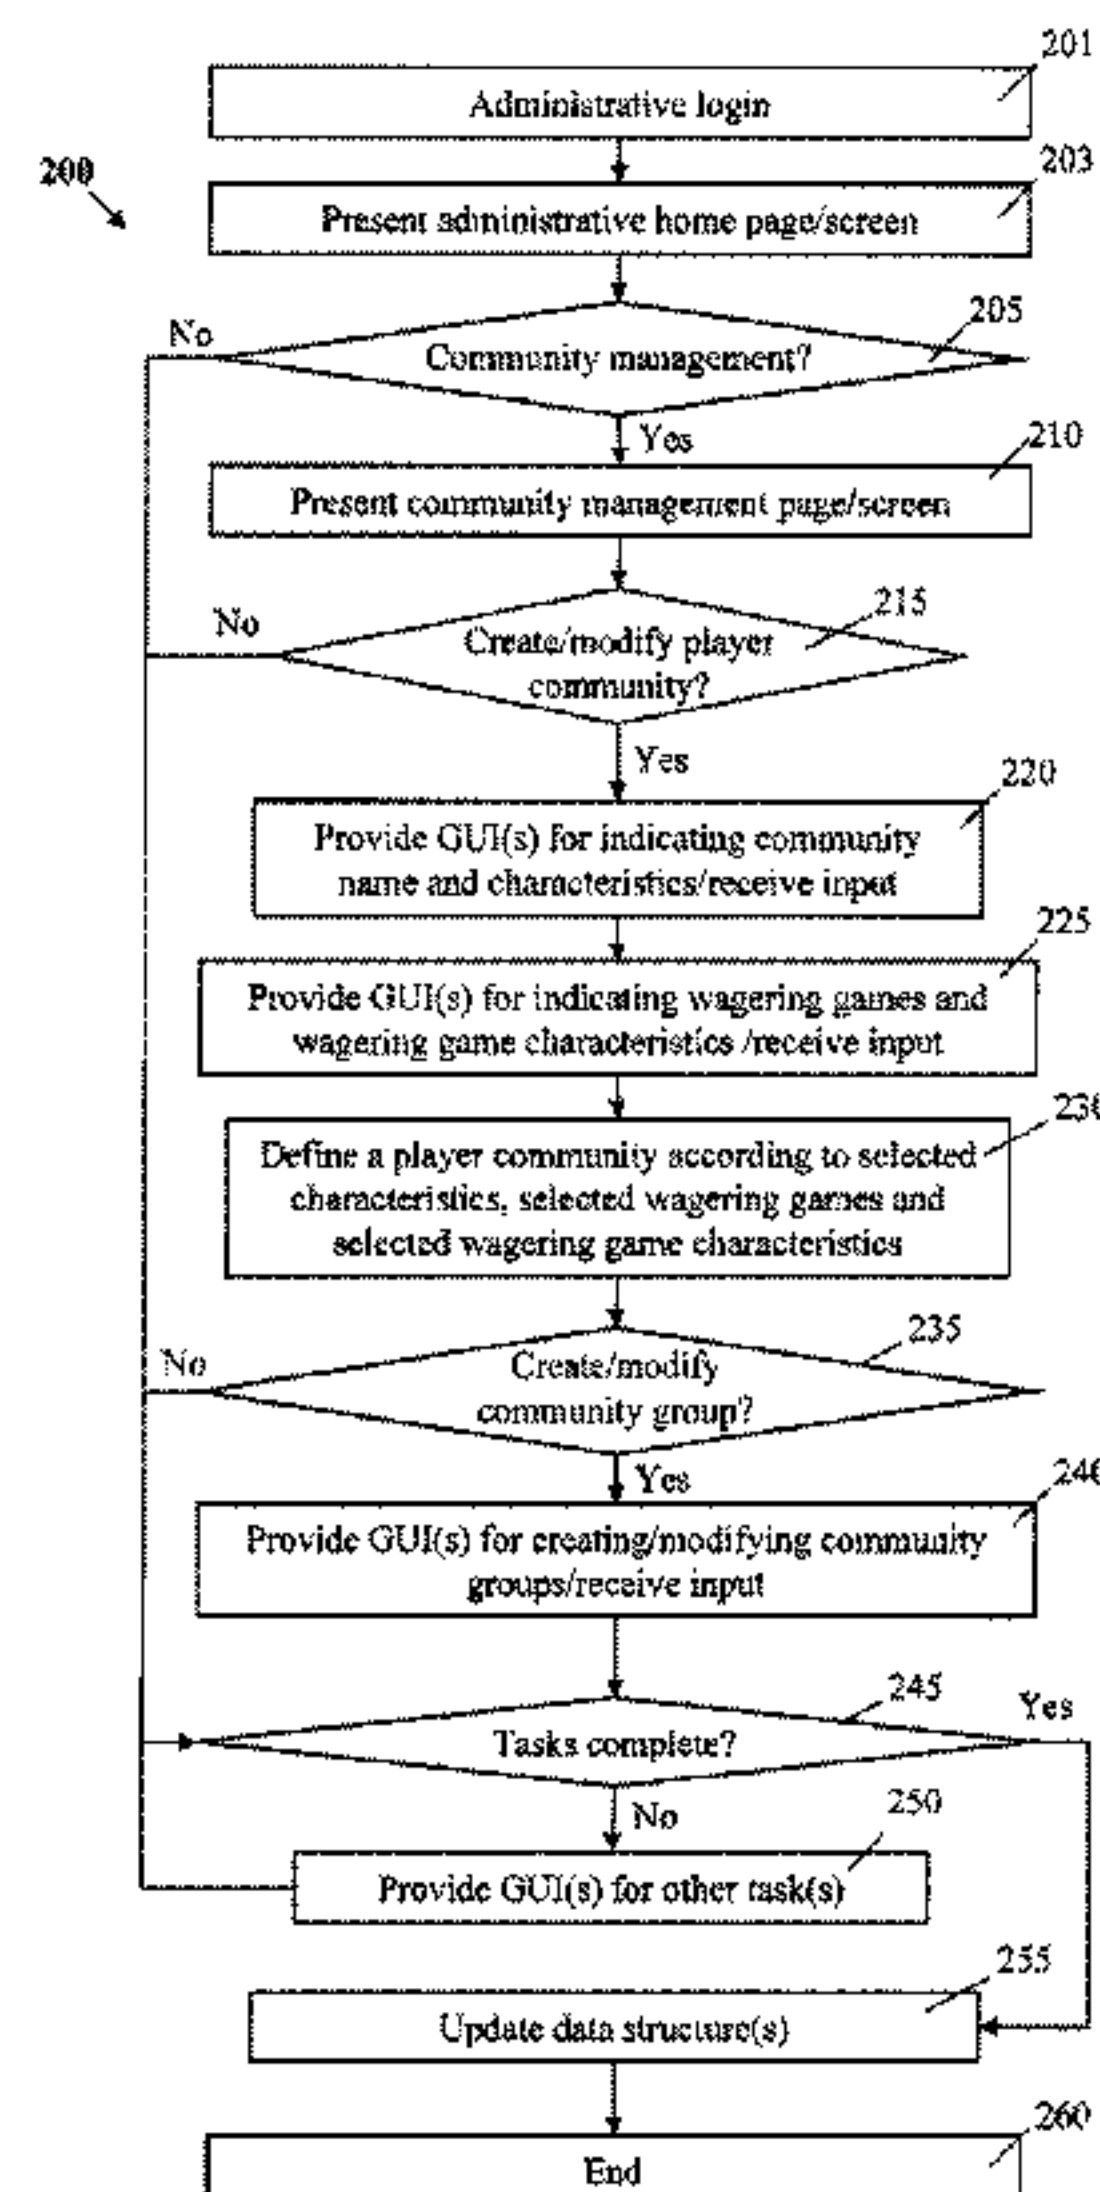 201
Administrative login
200
203
Present administrative home page/screen
205
No
Community management?
Yes
210
Present community management page/screen
215
No
Create/modify player
community?
Yes
220
Provide GUI(s) for indicating community
name and characteristics/receive input
225
Provide GUI(s) for indicating wagering games and
wagering game characteristics /receive input
230
Define a player community according to selected
characteristics, selected wagering games and
selected wagering game characteristics
235
No
Create/modify
community group?
Yes
240
Provide GUI(s) for creating/modifying community
groups/receive input
245
Yes
Tasks complete?
No
250
Provide GUI(s) for other task(s)
255
Update data structure(s)
260
End